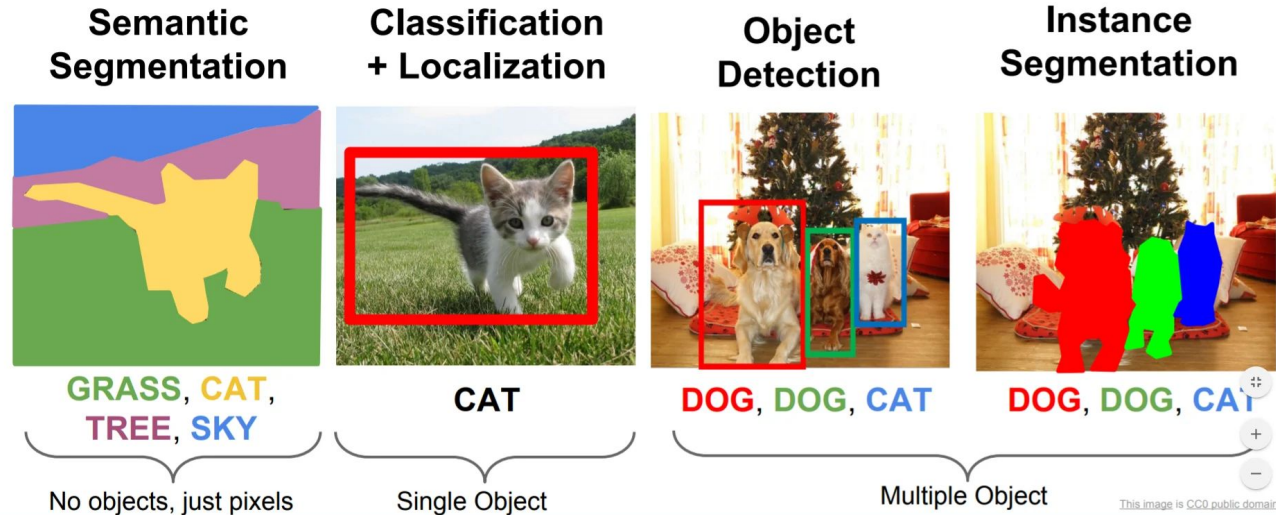 Semantic
Segmentation
Classification
+ Localization
Object
Detection
Instance
Segmentation
GRASS, CAT,
TREE, SKY
CAT
DOG, DOG, CAT
DOG, DOG, CAT
No objects, just pixels
Single Object
Multiple Object
This image is CC0 public domain